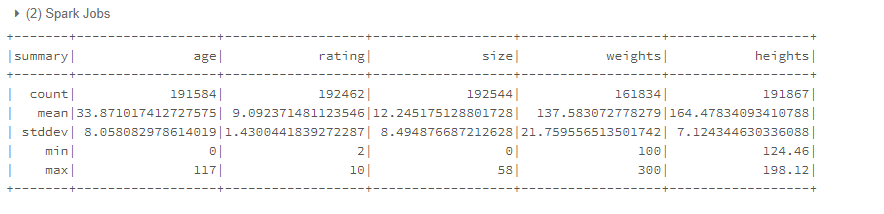 (2) Spark Jobs
+-------+------------------+------------------+------------------+------------------+------------------+
|summary|               age|            rating|              size|           weights|           heights|
+-------+------------------+------------------+------------------+------------------+------------------+
|  count|            191584|            192462|            192544|            161834|            191867|
|   mean|33.871017412727575| 9.092371481123546|12.245175128801728|  137.583072778279|164.47834093410788|
| stddev| 8.058082978614019|1.4300441839272287| 8.494876687212628|21.759556513501742| 7.124344630336088|
|    min|                 0|                 2|                 0|               100|            124.46|
|    max|               117|                10|                58|               300|            198.12|
+-------+------------------+------------------+------------------+------------------+------------------+